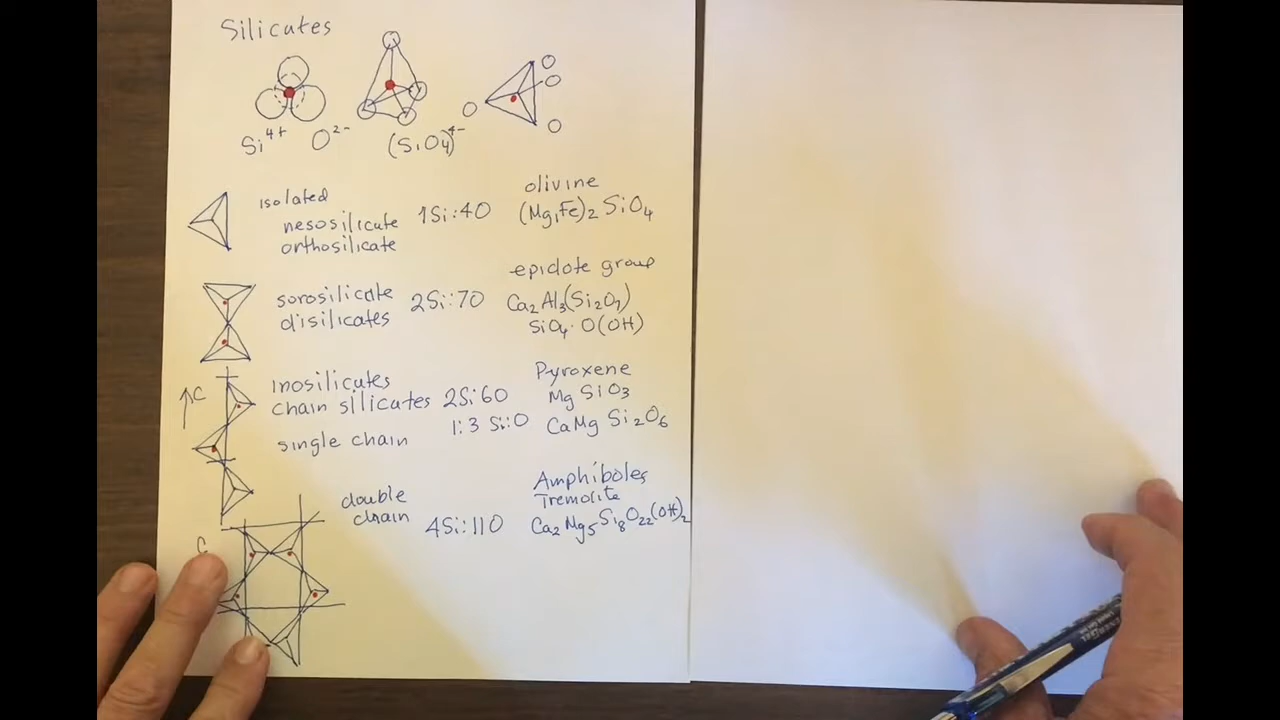 Silicates
Si4+ O2- (SiO4)4-
isolated
nesosilicate
orthosilicate
1Si:4O
olivine
(Mg,Fe)2 SiO4
sorosilicate
disilicates
2Si:7O
epidote group
Ca2Al3(Si2O7)
SiO4·O(OH)
↑C
inosilicates
chain silicates 2Si6O
single chain
1:3 Si:O
Pyroxene
MgSiO3
CaMg Si2O6
double
chain
4Si:11O
Amphiboles
Tremolite
Ca2Mg5Si8O22(OH)2
C